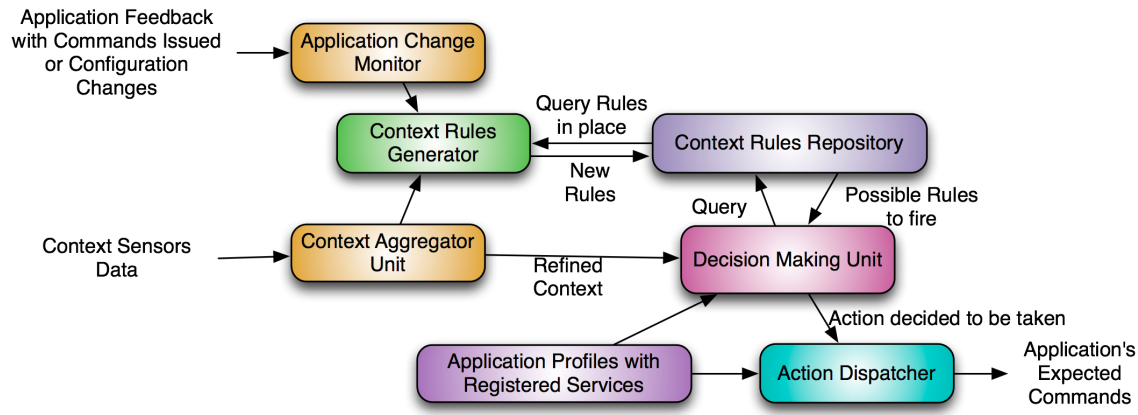 Application Feedback
with Commands Issued
or Configuration
Changes
Application Change
Monitor
Context Rules
Generator
Query Rules
in place
New
Rules
Context Rules Repository
Query
Possible Rules
to fire
Context Sensors
Data
Context Aggregator
Unit
Refined
Context
Decision Making Unit
Action decided to be taken
Application Profiles with
Registered Services
Action Dispatcher
Application's
Expected
Commands